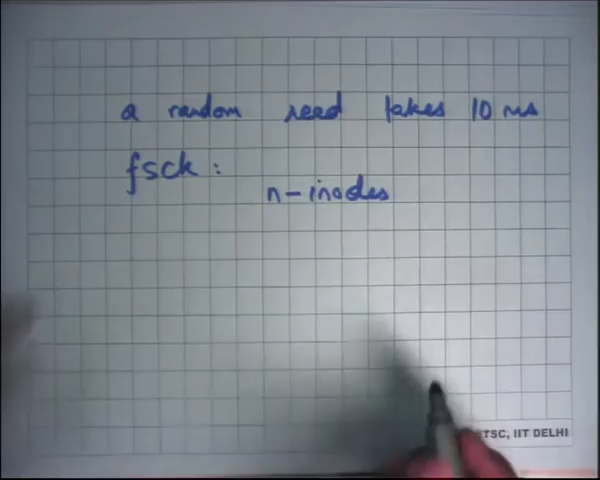 a random read takes 10 ms
fsck :
n-inodes
TSC, IIT DELHI